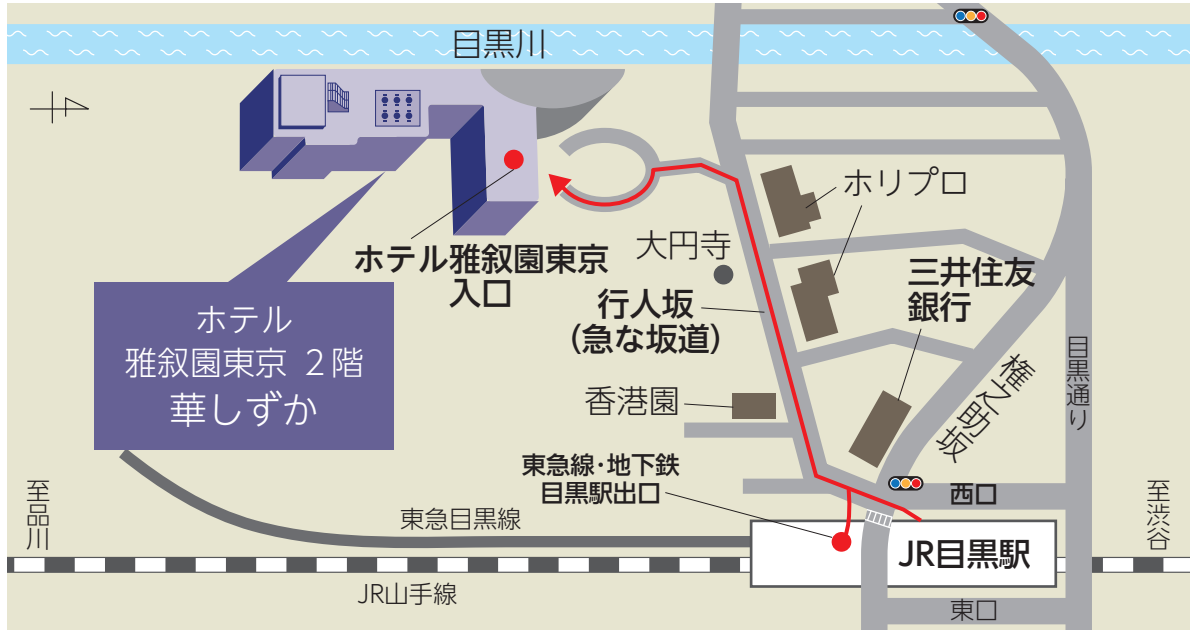 目黒川
ホリプロ
大円寺
ホテル雅叙園東京
入口
三井住友
銀行
行人坂
(急な坂道)
ホテル
雅叙園東京 2階
華しずか
目黒通り
権之助坂
香港園
東急線・地下鉄
目黒駅出口
西口
至品川
至渋谷
東急目黒線
JR目黒駅
JR山手線
東口